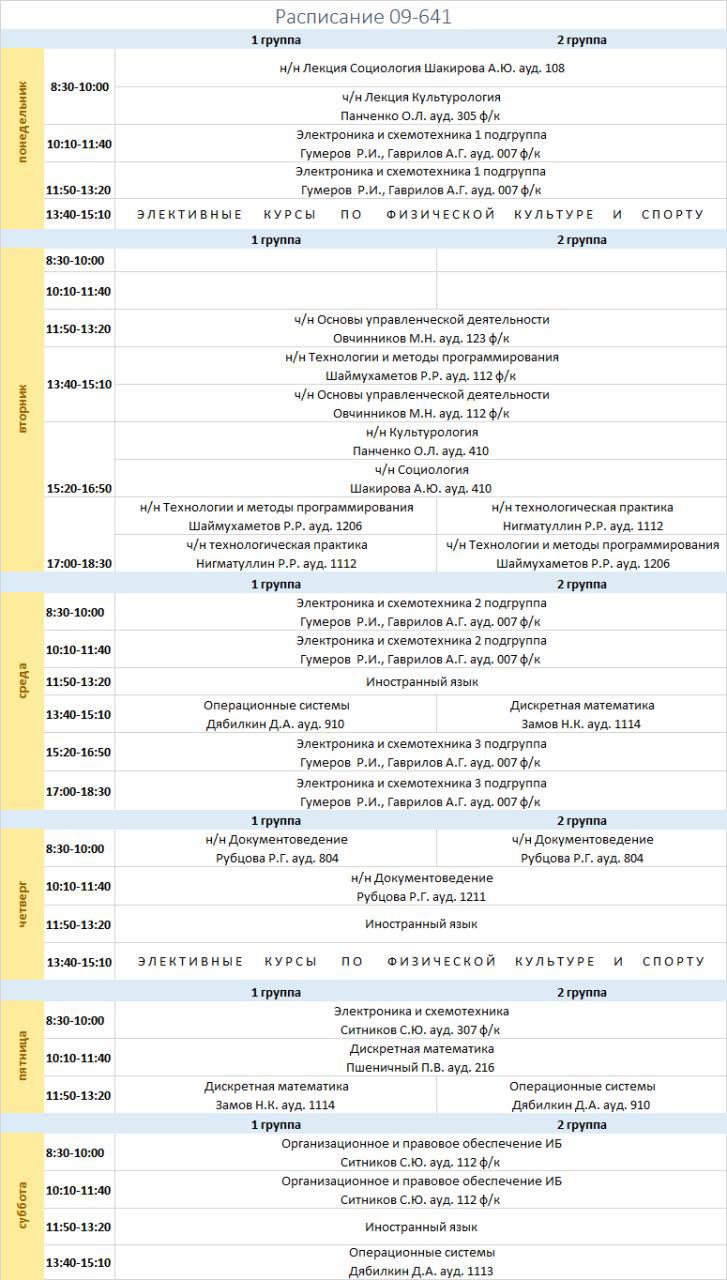 Расписание 09-641
1 группа 2 группа
понедельник
8:30-10:00
н/н Лекция Социология Шакирова А.Ю. ауд. 108
ч/н Лекция Культурология
Панченко О.Л. ауд. 305 ф/к
10:10-11:40
Электроника и схемотехника 1 подгруппа
Гумеров Р.И., Гаврилов А.Г. ауд. 007 ф/к
11:50-13:20
Электроника и схемотехника 1 подгруппа
Гумеров Р.И., Гаврилов А.Г. ауд. 007 ф/к
13:40-15:10
ЭЛЕКТИВНЫЕ КУРСЫ ПО ФИЗИЧЕСКОЙ КУЛЬТУРЕ И СПОРТУ
1 группа 2 группа
вторник
8:30-10:00
10:10-11:40
11:50-13:20
ч/н Основы управленческой деятельности
Овчинников М.Н. ауд. 123 ф/к
13:40-15:10
н/н Технологии и методы программирования
Шаймухаметов Р.Р. ауд. 112 ф/к
ч/н Основы управленческой деятельности
Овчинников М.Н. ауд. 112 ф/к
15:20-16:50
н/н Культурология
Панченко О.Л. ауд. 410
ч/н Социология
Шакирова А.Ю. ауд. 410
17:00-18:30
н/н Технологии и методы программирования
Шаймухаметов Р.Р. ауд. 1206
н/н технологическая практика
Нигматуллин Р.Р. ауд. 1112
ч/н технологическая практика
Нигматуллин Р.Р. ауд. 1112
ч/н Технологии и методы программирования
Шаймухаметов Р.Р. ауд. 1206
1 группа 2 группа
среда
8:30-10:00
Электроника и схемотехника 2 подгруппа
Гумеров Р.И., Гаврилов А.Г. ауд. 007 ф/к
10:10-11:40
Электроника и схемотехника 2 подгруппа
Гумеров Р.И., Гаврилов А.Г. ауд. 007 ф/к
11:50-13:20
Иностранный язык
13:40-15:10
Операционные системы
Дябилкин Д.А. ауд. 910
Дискретная математика
Замов Н.К. ауд. 1114
15:20-16:50
Электроника и схемотехника 3 подгруппа
Гумеров Р.И., Гаврилов А.Г. ауд. 007 ф/к
17:00-18:30
Электроника и схемотехника 3 подгруппа
Гумеров Р.И., Гаврилов А.Г. ауд. 007 ф/к
1 группа 2 группа
четверг
8:30-10:00
н/н Документоведение
Рубцова Р.Г. ауд. 804
ч/н Документоведение
Рубцова Р.Г. ауд. 804
10:10-11:40
н/н Документоведение
Рубцова Р.Г. ауд. 1211
11:50-13:20
Иностранный язык
13:40-15:10
ЭЛЕКТИВНЫЕ КУРСЫ ПО ФИЗИЧЕСКОЙ КУЛЬТУРЕ И СПОРТУ
1 группа 2 группа
пятница
8:30-10:00
Электроника и схемотехника
Ситников С.Ю. ауд. 307 ф/к
10:10-11:40
Дискретная математика
Пшеничный П.В. ауд. 216
11:50-13:20
Дискретная математика
Замов Н.К. ауд. 1114
Операционные системы
Дябилкин Д.А. ауд. 910
1 группа 2 группа
суббота
8:30-10:00
Организационное и правовое обеспечение ИБ
Ситников С.Ю. ауд. 112 ф/к
10:10-11:40
Организационное и правовое обеспечение ИБ
Ситников С.Ю. ауд. 112 ф/к
11:50-13:20
Иностранный язык
13:40-15:10
Операционные системы
Дябилкин Д.А. ауд. 1113